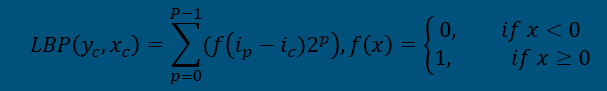 LBP(y_c, x_c) = \sum_{p=0}^{P-1} (f(i_p - i_c)2^p), f(x) = \begin{cases} 0, & if\ x < 0 \\ 1, & if\ x \geq 0 \end{cases}